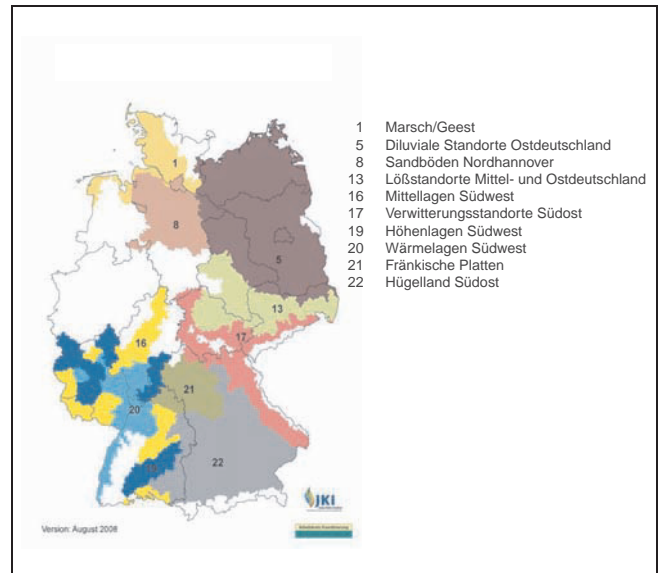 1 Marsch/Geest
5 Diluviale Standorte Ostdeutschland
8 Sandböden Nordhannover
13 Lößstandorte Mittel- und Ostdeutschland
16 Mittellagen Südwest
17 Verwitterungsstandorte Südost
19 Höhenlagen Südwest
20 Wärmelagen Südwest
21 Fränkische Platten
22 Hügelland Südost
1
8
5
13
17
16
21
20
22
JKI
Version: August 2008